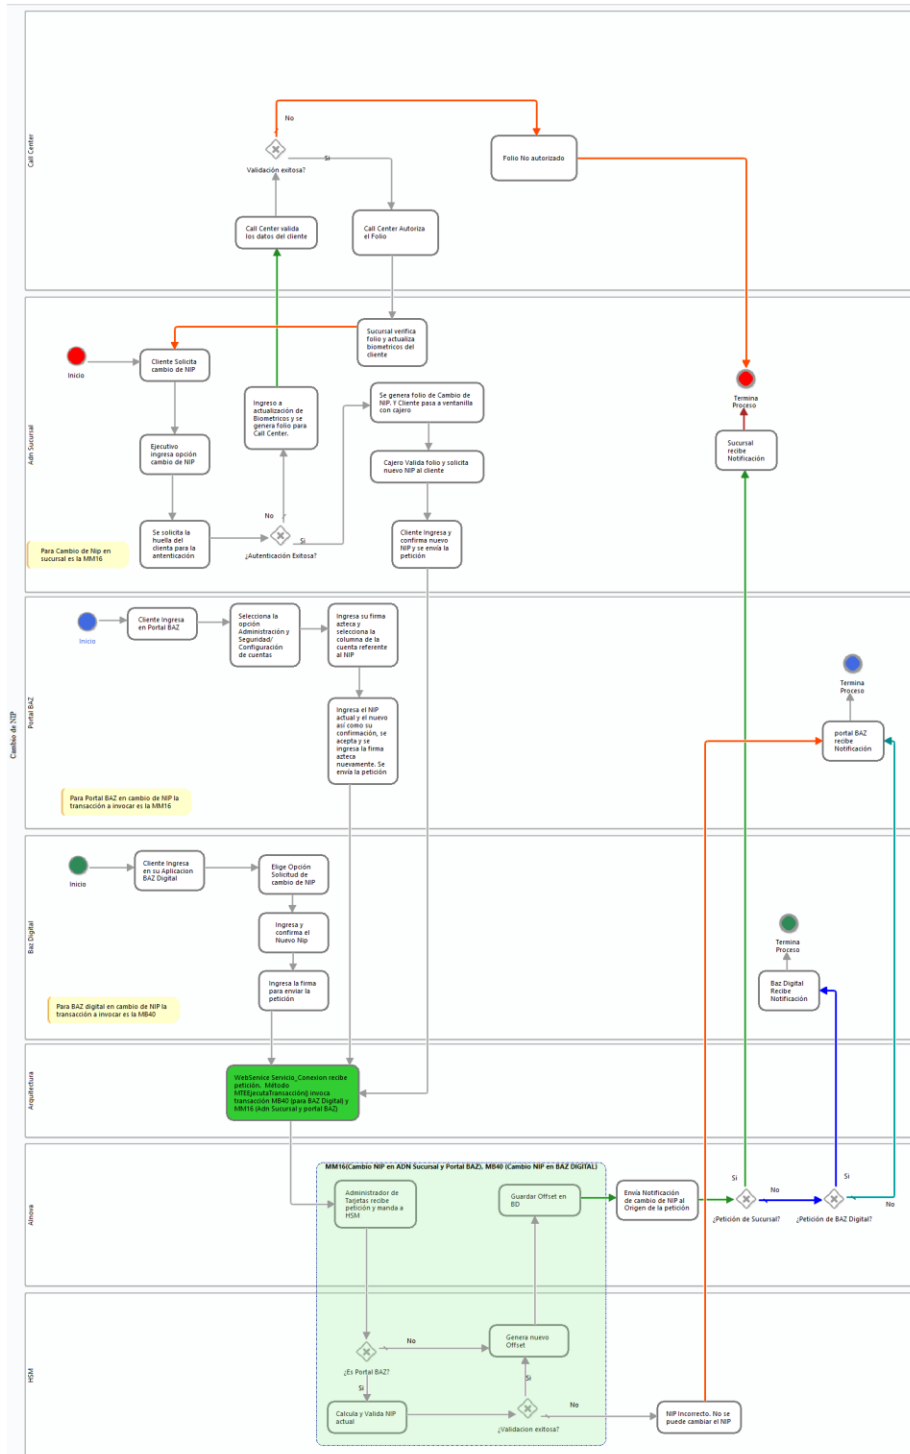 Cambio de NIP
Call Center
No
Validación exitosa?
Si
Folio No autorizado
Call Center valida
los datos del cliente
Call Center Autoriza
el Folio
Adn Sucursal
Inicio
Cliente Solicita
cambio de NIP
Sucursal verifica
folio y actualiza
biometricos del
cliente
Ingreso a
actualización de
Biometricos y se
genera folio para
Call Center.
Se genera folio de Cambio de
NIP. Y Cliente pasa a ventanilla
con cajero
Termina
Proceso
Sucursal
recibe
Notificación
Ejecutivo
ingresa opción
cambio de NIP
Cajero Valida folio y solicita
nuevo NIP al cliente
Se solicita la
huella del
clienta para la
antenticación
No
Si
¿Autenticación Exitosa?
Cliente Ingresa y
confirma nuevo
NIP y se envía la
petición
Para Cambio de Nip en
sucursal es la MM16
Portal BAZ
Inicio
Cliente Ingresa
en Portal BAZ
Selecciona la
opción
Administración y
Seguridad/
Configuración
de cuentas
Ingresa su firma
azteca y
selecciona la
columna de la
cuenta referente
al NIP
Ingresa el NIP
actual y el nuevo
así como su
confirmación, se
acepta y se
ingresa la firma
azteca
nuevamente. Se
envía la petición
Termina
Proceso
portal BAZ
recibe
Notificación
Para Portal BAZ en cambio de NIP la
transacción a invocar es la MM16
Baz Digital
Inicio
Cliente Ingresa
en su Aplicacion
BAZ Digital
Elige Opción
Solicitud de
cambio de NIP
Ingresa y
confirma el
Nuevo Nip
Ingresa la firma
para enviar la
petición
Termina
Proceso
Baz Digital
Recibe
Notificación
Para BAZ digital en cambio de NIP la
transacción a invocar es la MB40
Arquitectura
WebService Servicio_Conexion recibe
petición. Método
MTEEjecutaTransacción() invoca
transacción MB40 (para BAZ Digital) y
MM16 (Adn Sucursal y portal BAZ)
Alnova
MM16(Cambio NIP en ADN Sucursal y Portal BAZ), MB40 (Cambio NIP en BAZ DIGITAL)
Administrador de
Tarjetas recibe
petición y manda a
HSM
Guardar Offset en
BD
Envía Notificación
de cambio de NIP al
Origen de la petición
Si
¿Petición de Sucursal?
No
Si
¿Petición de BAZ Digital?
No
HSM
¿Es Portal BAZ?
No
Si
Genera nuevo
Offset
Calcula y Valida NIP
actual
Si
¿Validacion exitosa?
No
NIP Incorrecto. No se
puede cambiar el NIP